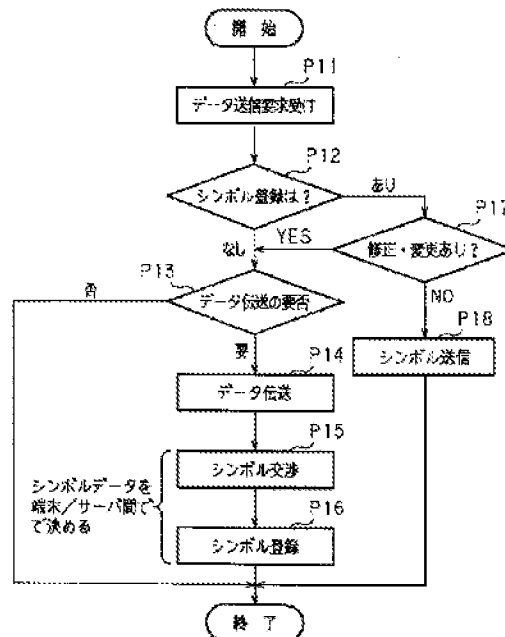 開 始
P11
データ送信要求受け
P12
シンボル登録は？
あり
P17
修正・変更あり？
YES
なし
P13
データ伝送の要否
否
NO
P18
シンボル送信
要
P14
データ伝送
P15
シンボル交渉
シンボルデータを
端末／サーバ間で
で決める
P16
シンボル登録
終 了